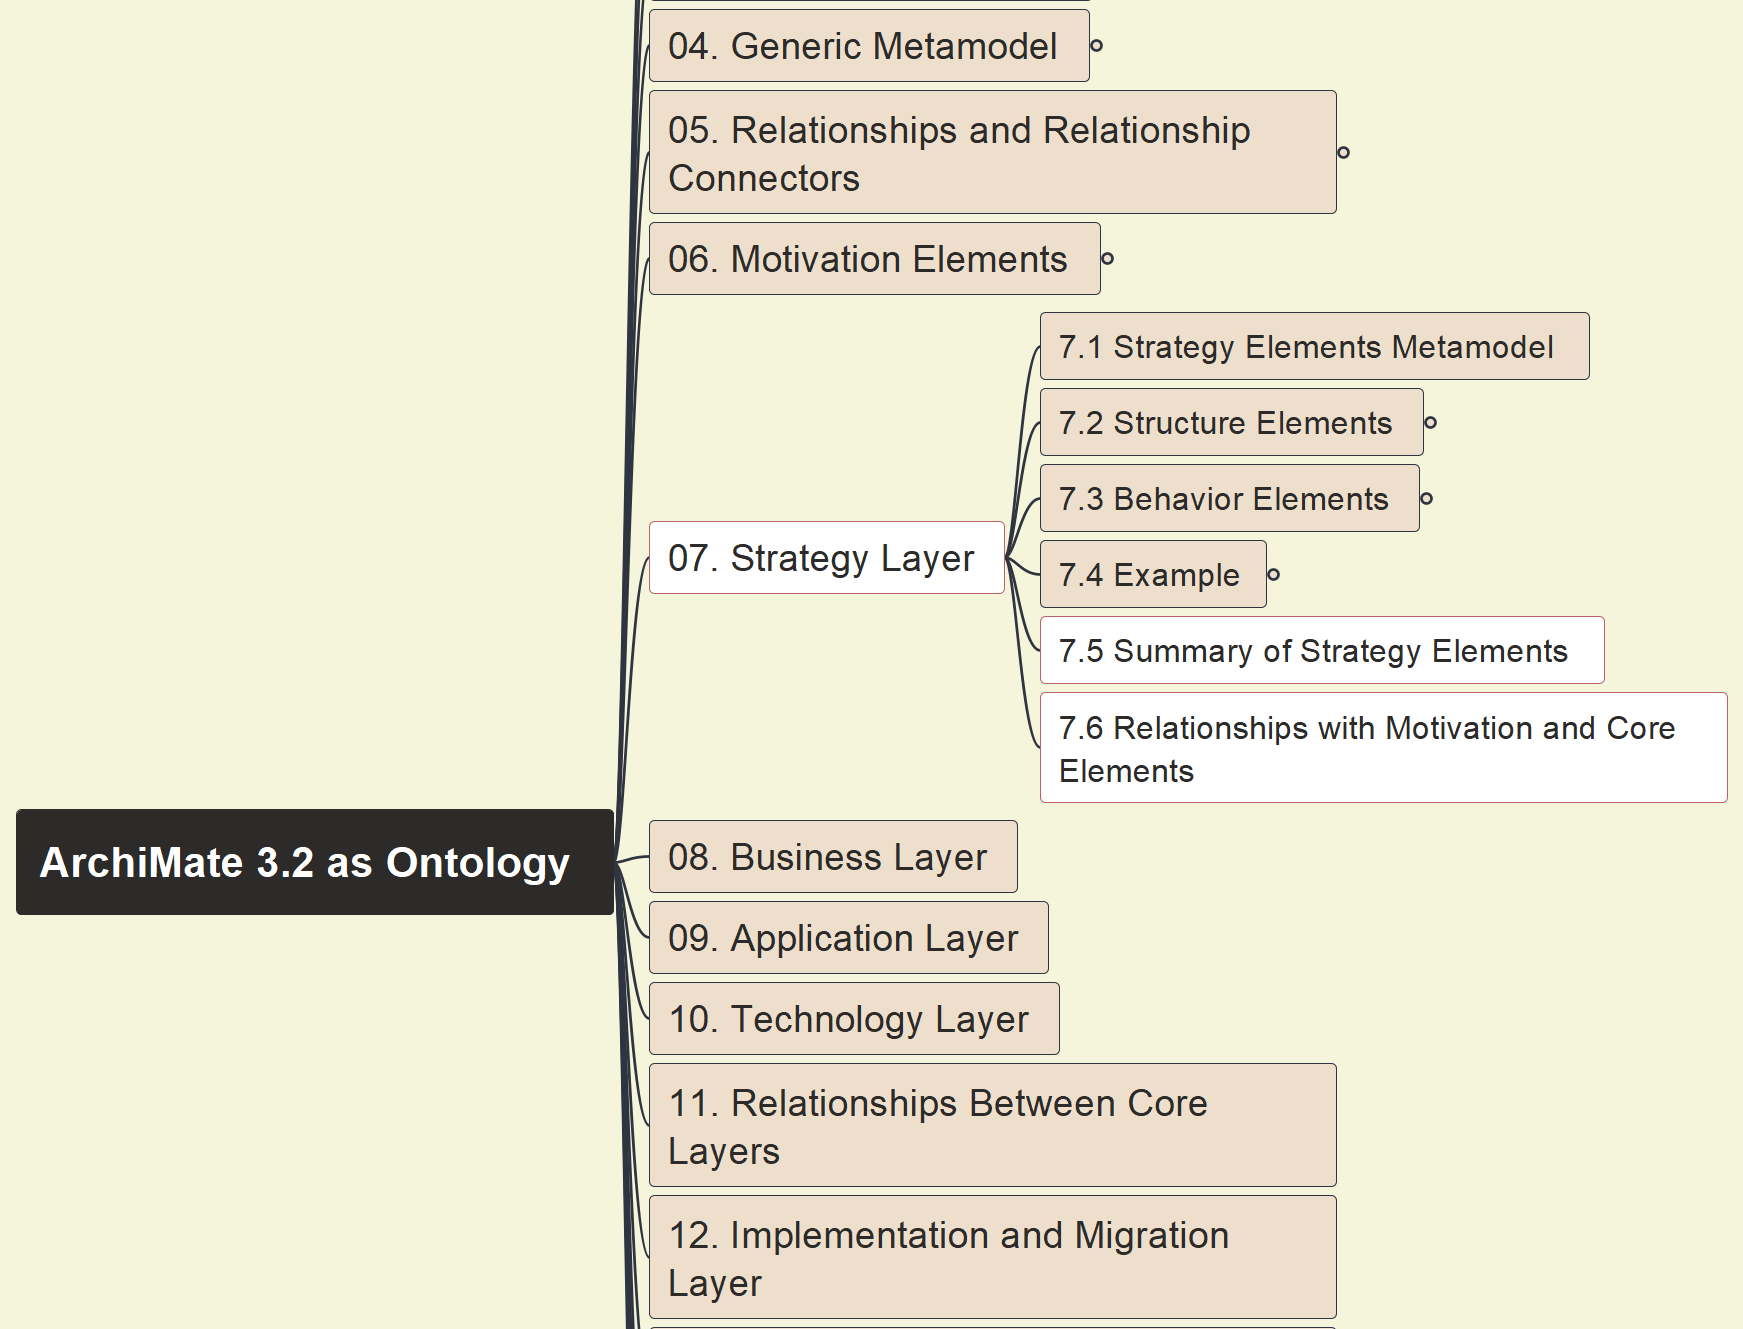 04. Generic Metamodel
05. Relationships and Relationship
Connectors
06. Motivation Elements
7.1 Strategy Elements Metamodel
7.2 Structure Elements
7.3 Behavior Elements
07. Strategy Layer
7.4 Example
7.5 Summary of Strategy Elements
7.6 Relationships with Motivation and Core
Elements
ArchiMate 3.2 as Ontology
08. Business Layer
09. Application Layer
10. Technology Layer
11. Relationships Between Core
Layers
12. Implementation and Migration
Layer